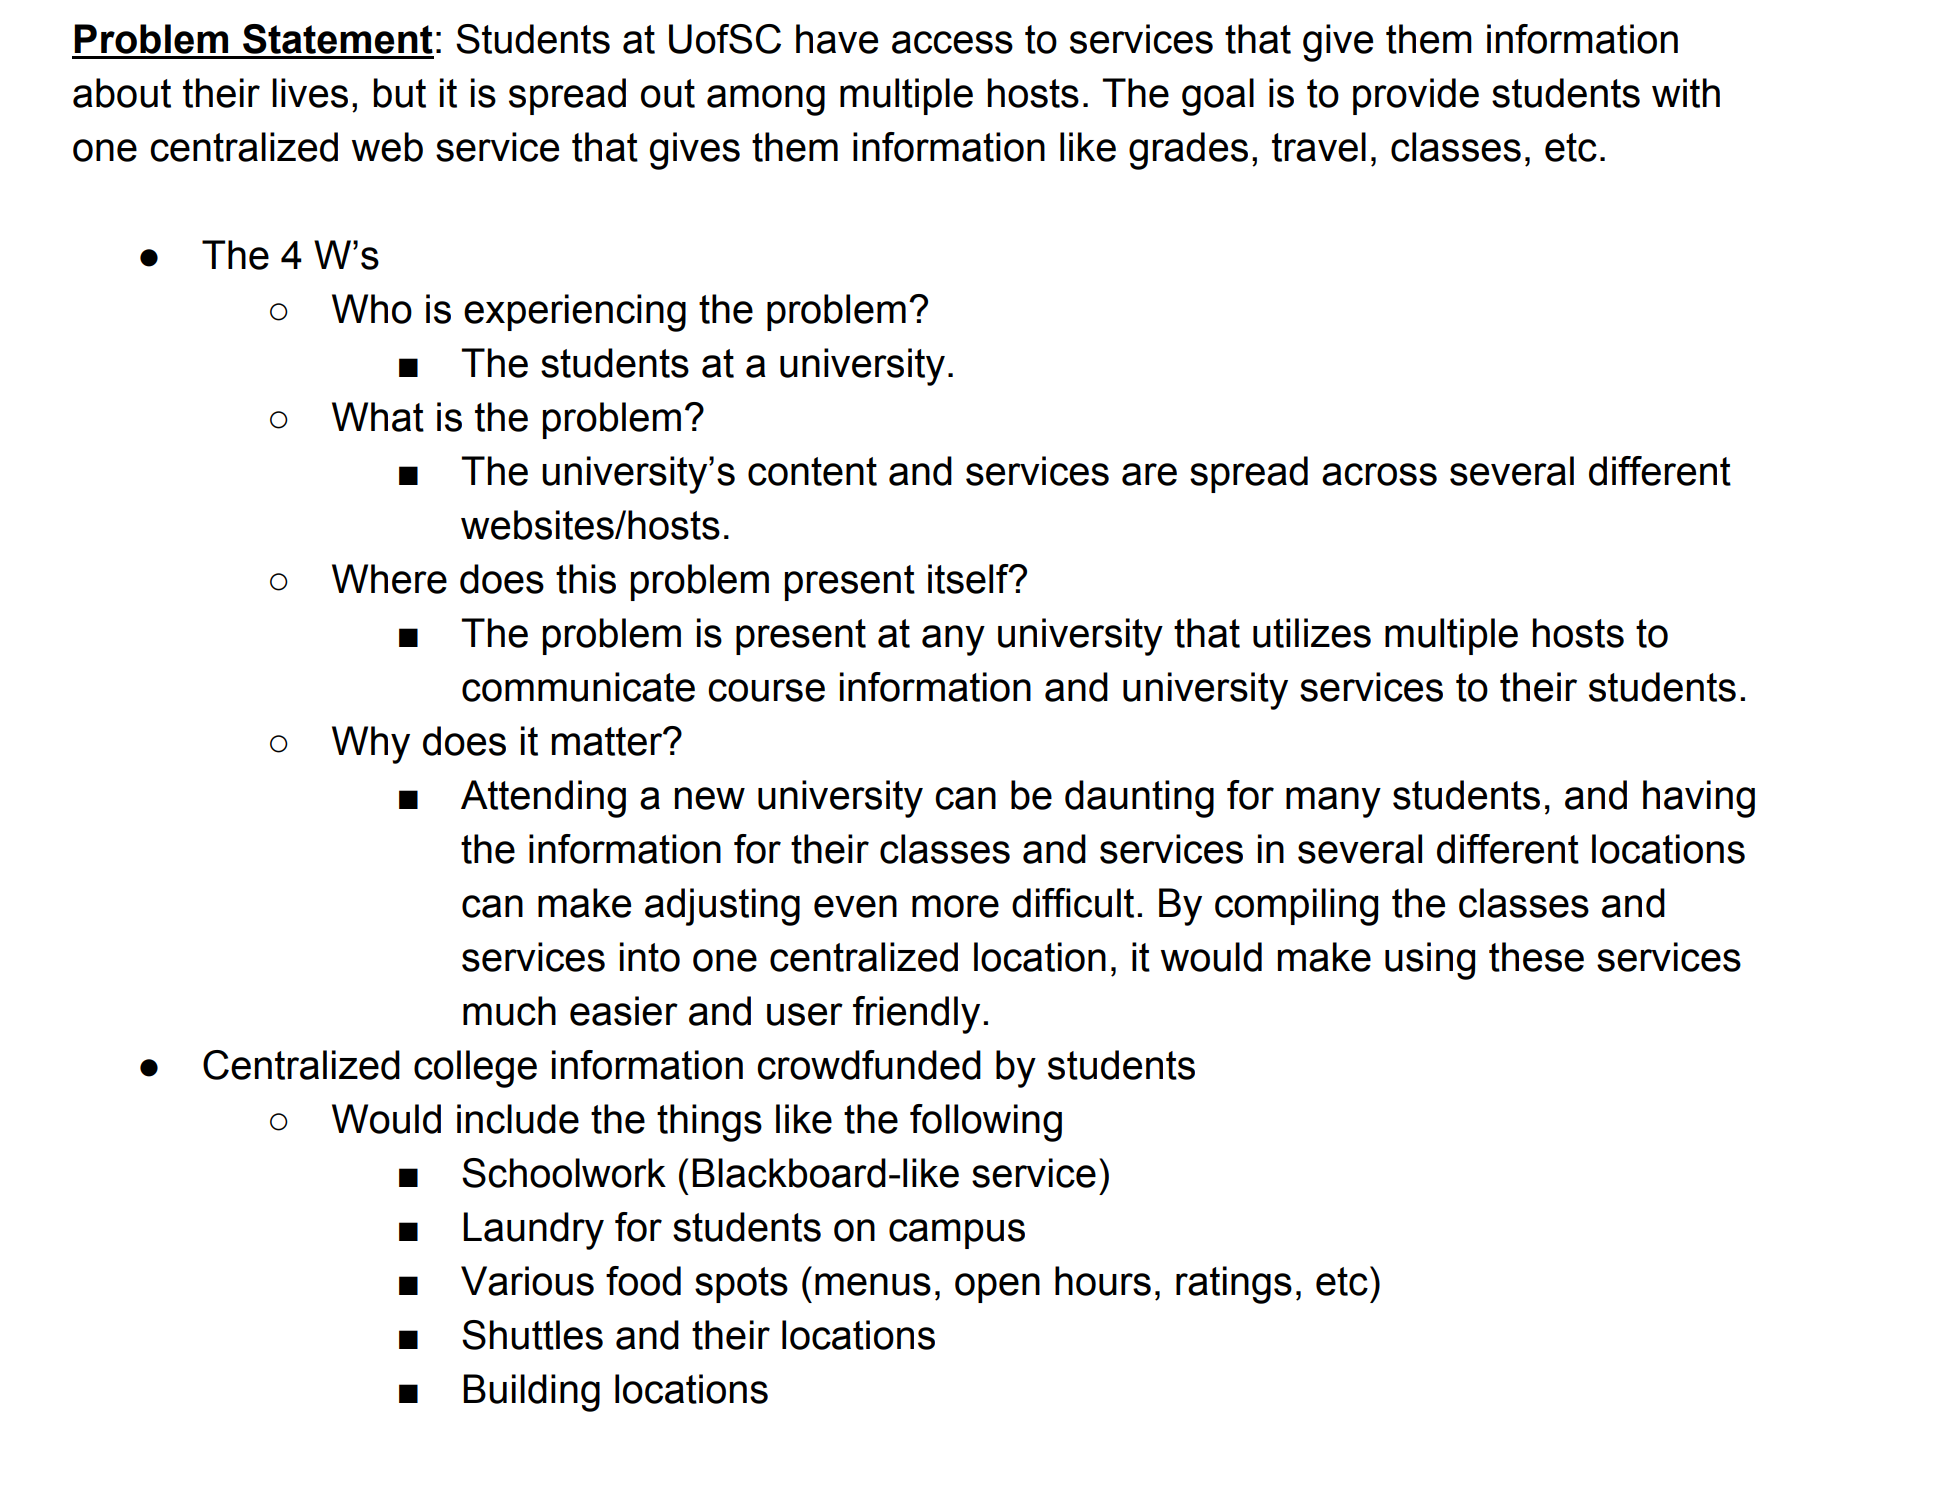 Problem Statement: Students at UofSC have access to services that give them information
about their lives, but it is spread out among multiple hosts. The goal is to provide students with
one centralized web service that gives them information like grades, travel, classes, etc.
● The 4 W’s
○ Who is experiencing the problem?
■ The students at a university.
○ What is the problem?
■ The university’s content and services are spread across several different
websites/hosts.
○ Where does this problem present itself?
■ The problem is present at any university that utilizes multiple hosts to
communicate course information and university services to their students.
○ Why does it matter?
■ Attending a new university can be daunting for many students, and having
the information for their classes and services in several different locations
can make adjusting even more difficult. By compiling the classes and
services into one centralized location, it would make using these services
much easier and user friendly.
● Centralized college information crowdfunded by students
○ Would include the things like the following
■ Schoolwork (Blackboard-like service)
■ Laundry for students on campus
■ Various food spots (menus, open hours, ratings, etc)
■ Shuttles and their locations
■ Building locations